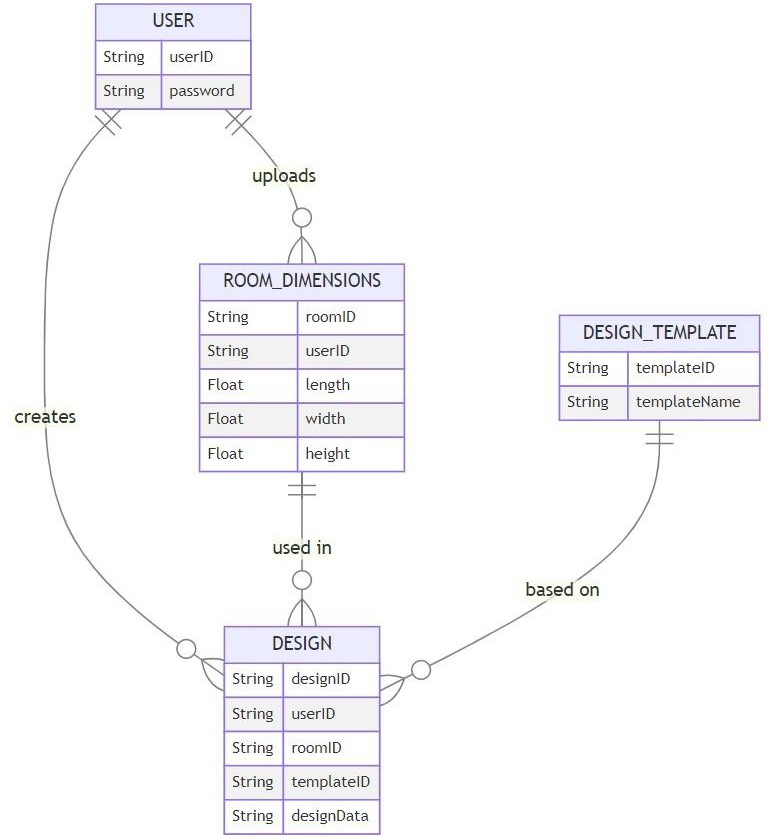 USER
String userID
String password
uploads
ROOM_DIMENSIONS
String roomID
String userID
Float length
Float width
Float height
DESIGN_TEMPLATE
String templateID
String templateName
creates
used in
based on
DESIGN
String designID
String userID
String roomID
String templateID
String designData